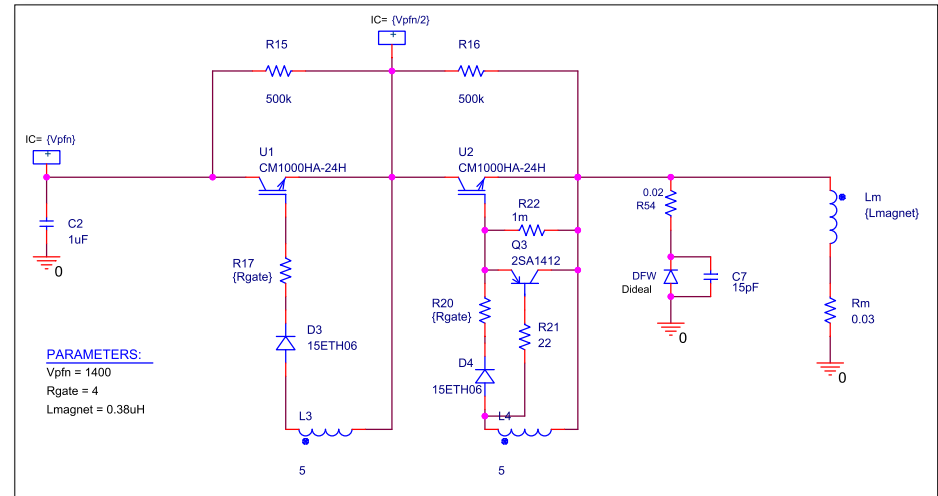 IC= {Vpfn/2}
+
R15
R16
500k
500k
IC= {Vpfn}
+
U1
CM1000HA-24H
U2
CM1000HA-24H
C2
1uF
0
R22
1m
Q3
2SA1412
0.02
R54
Lm
{Lmagnet}
R17
{Rgate}
R20
{Rgate}
R21
22
DFW
Dideal
C7
15pF
0
Rm
0.03
0
D3
15ETH06
D4
15ETH06
PARAMETERS:
Vpfn = 1400
Rgate = 4
Lmagnet = 0.38uH
L3
5
L4
5